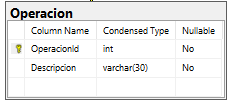 Operacion
Column Name Condensed Type Nullable
OperacionId int No
Descripcion varchar(30) No